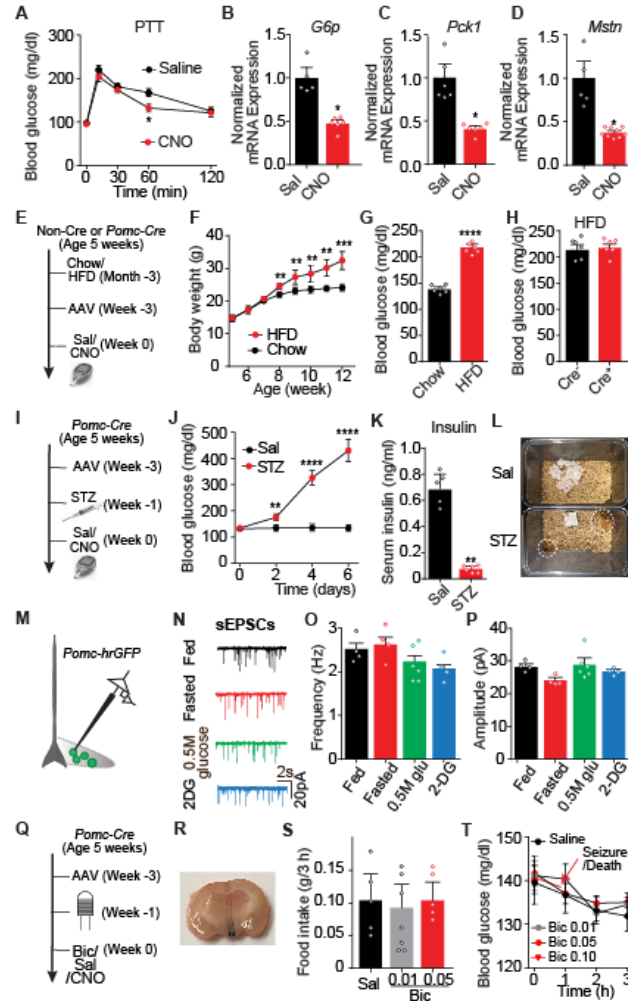 A
PTT
Blood glucose (mg/dl)
300
200
100
0
Saline
*
CNO
0
30
60
120
Time (min)
B
G6p
Normalized
mRNA Expression
1.5
1.0
0.5
0.0
*
Sal
CNO
C
Pck1
Normalized
mRNA Expression
1.5
1.0
0.5
0.0
*
Sal
CNO
D
Mstn
Normalized
mRNA Expression
1.5
1.0
0.5
0.0
*
Sal
CNO
E
Non-Cre or Pomc-Cre
(Age 5 weeks)
Chow/
HFD (Month -3)
AAV (Week -3)
Sal/
CNO (Week 0)
F
Body weight (g)
40
30
20
10
0
** ** ** ** ***
HFD
Chow
6 8 10 12
Age (week)
G
Blood glucose (mg/dl)
300
200
100
0
****
Chow
HFD
H
HFD
Blood glucose (mg/dl)
300
200
100
0
Cre-
Cre+
I
Pomc-Cre
(Age 5 weeks)
AAV (Week -3)
STZ (Week -1)
Sal/
CNO (Week 0)
J
Blood glucose (mg/dl)
500
400
300
200
100
0
Sal
STZ
**
****
****
0 2 4 6
Time (days)
K
Insulin
Serum insulin (ng/ml)
1.0
0.8
0.6
0.4
0.2
0
**
Sal
STZ
L
Sal
STZ
M
Pomc-hrGFP
N
sEPSCs
Fed
Fasted
0.5M
glucose
2DG
2s
20pA
O
Frequency (Hz)
3
2
1
0
Fed
Fasted
0.5M glu
2-DG
P
Amplitude (pA)
40
30
20
10
0
Fed
Fasted
0.5M glu
2-DG
Q
Pomc-Cre
(Age 5 weeks)
AAV (Week -3)
(Week -1)
Bic/
Sal
/CNO
(Week 0)
R
S
Food intake (g/3 h)
0.15
0.10
0.05
0.00
Sal
0.01
0.05
Bic
T
Blood glucose (mg/dl)
150
140
130
120
Saline
Seizure
/Death
Bic 0.01
Bic 0.05
Bic 0.10
0 1 2 3
Time (h)